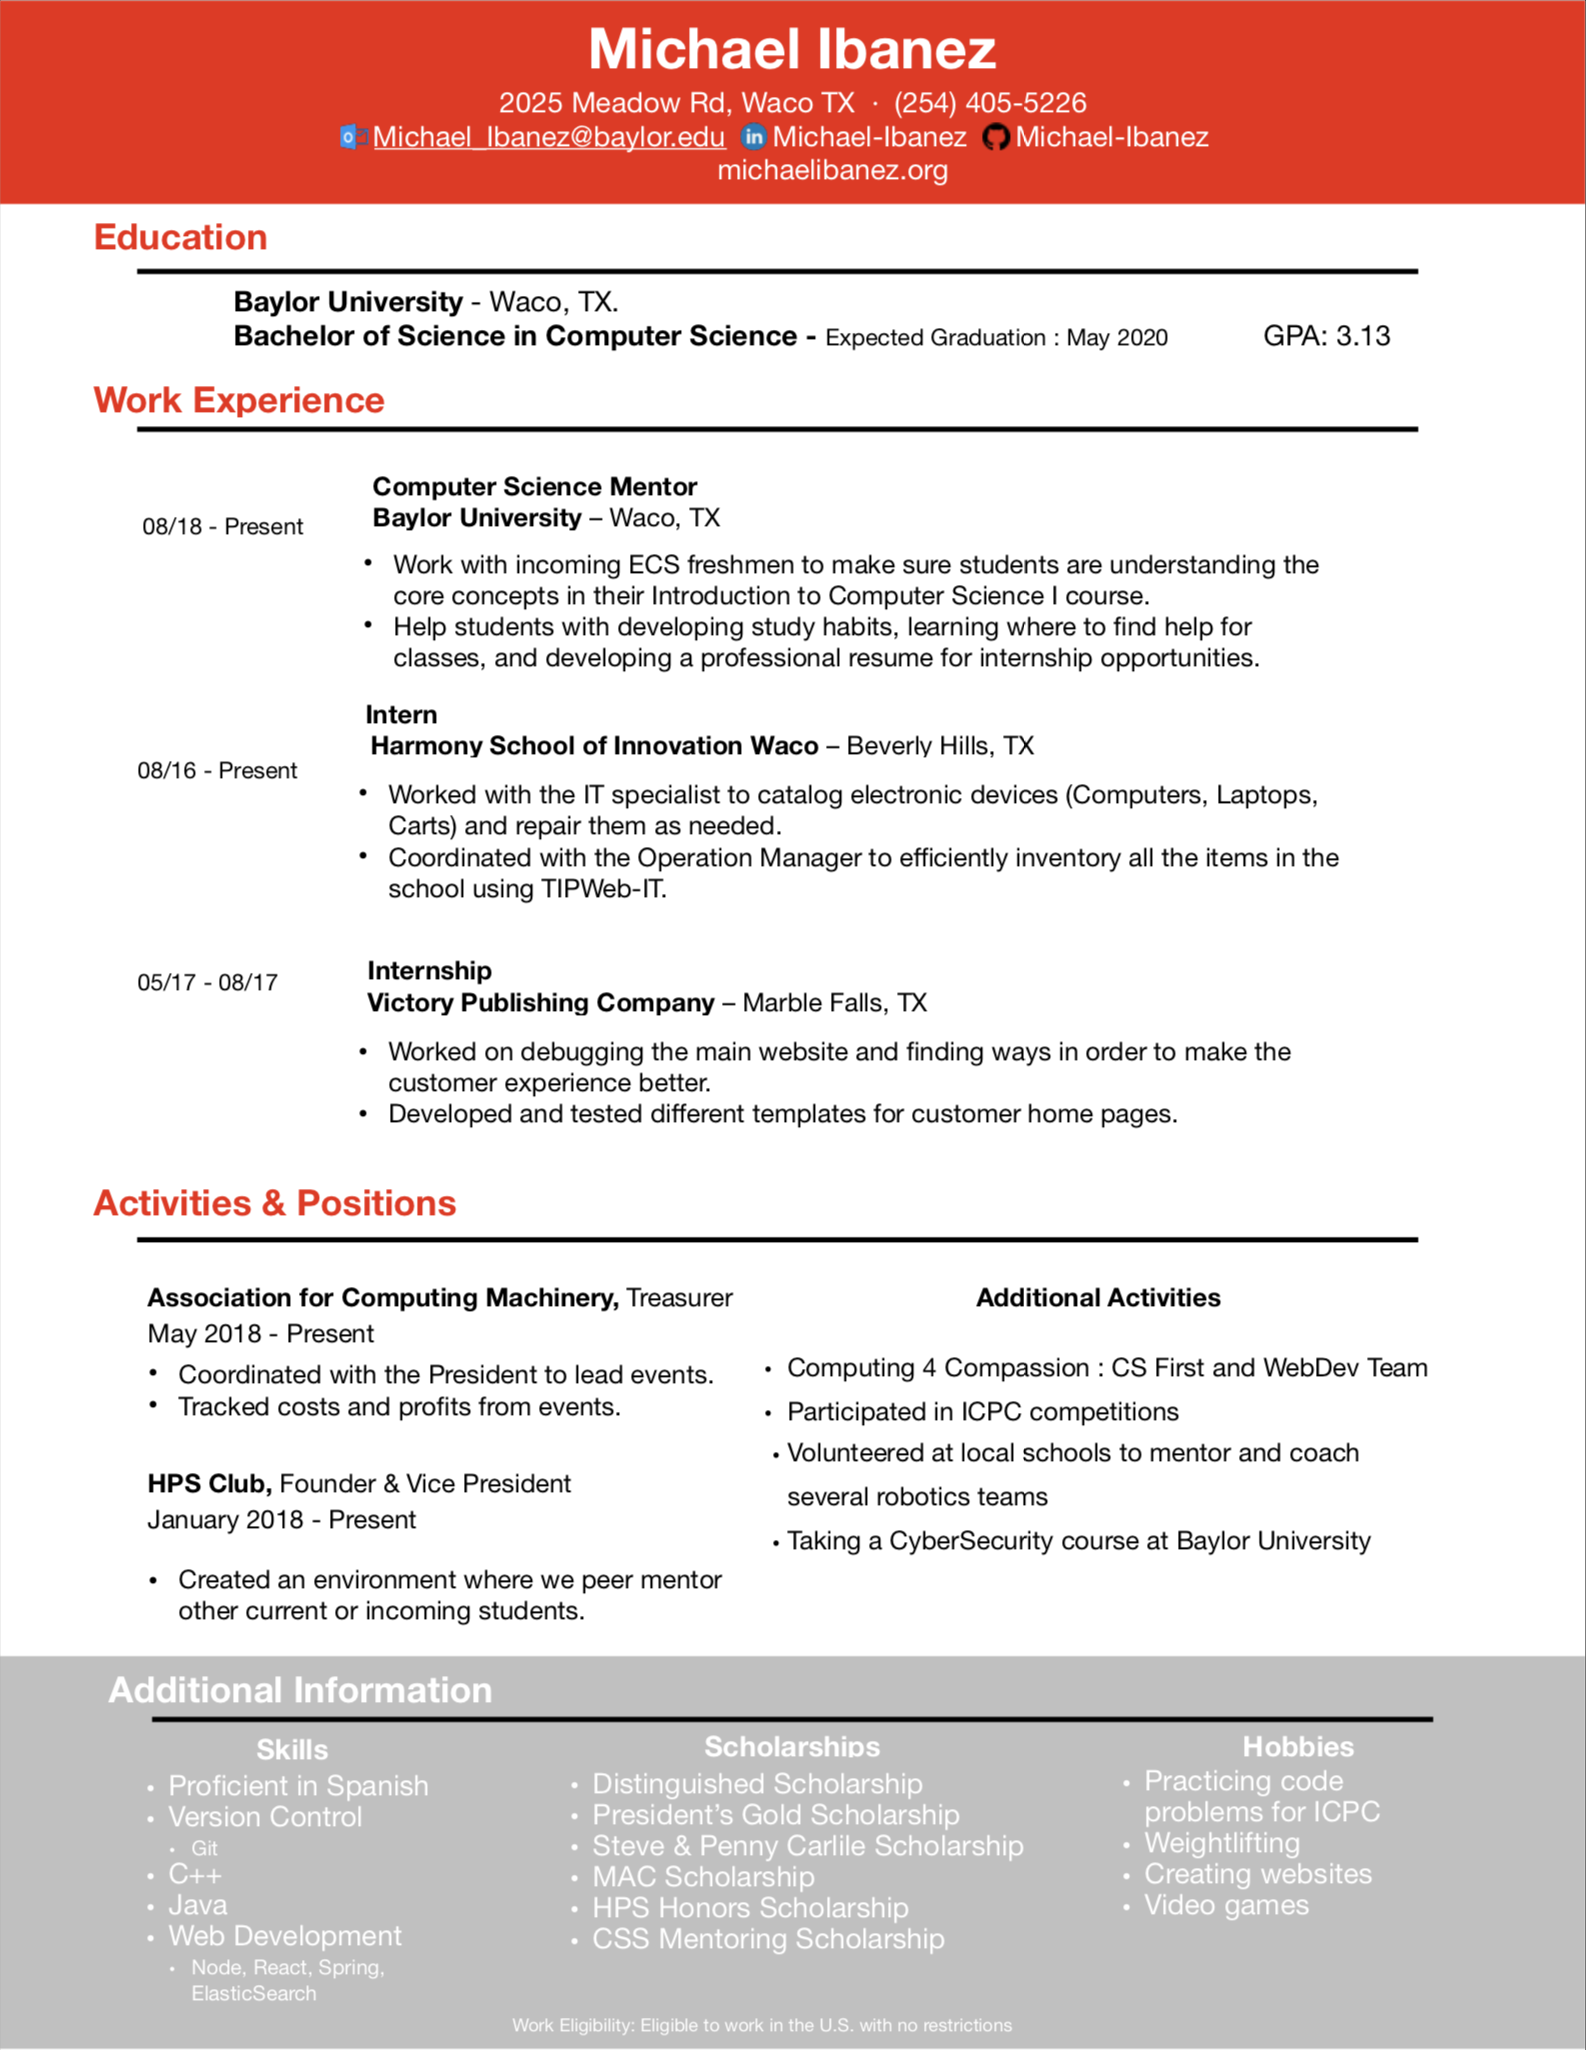 Michael Ibanez
2025 Meadow Rd, Waco TX · (254) 405-5226
Michael_Ibanez@baylor.edu Michael-Ibanez Michael-Ibanez
michaelibanez.org
Education
Baylor University - Waco, TX.
Bachelor of Science in Computer Science - Expected Graduation : May 2020 GPA: 3.13
Work Experience
Computer Science Mentor
08/18 - Present
Baylor University – Waco, TX
• Work with incoming ECS freshmen to make sure students are understanding the
core concepts in their Introduction to Computer Science I course.
• Help students with developing study habits, learning where to find help for
classes, and developing a professional resume for internship opportunities.
Intern
Harmony School of Innovation Waco – Beverly Hills, TX
08/16 - Present
• Worked with the IT specialist to catalog electronic devices (Computers, Laptops,
Carts) and repair them as needed.
• Coordinated with the Operation Manager to efficiently inventory all the items in the
school using TIPWeb-IT.
05/17 - 08/17
Internship
Victory Publishing Company – Marble Falls, TX
• Worked on debugging the main website and finding ways in order to make the
customer experience better.
• Developed and tested different templates for customer home pages.
Activities & Positions
Association for Computing Machinery, Treasurer
May 2018 - Present
• Coordinated with the President to lead events.
• Tracked costs and profits from events.
HPS Club, Founder & Vice President
January 2018 - Present
• Created an environment where we peer mentor
other current or incoming students.
Additional Activities
• Computing 4 Compassion : CS First and WebDev Team
• Participated in ICPC competitions
• Volunteered at local schools to mentor and coach
several robotics teams
• Taking a CyberSecurity course at Baylor University
Additional Information
Skills
• Proficient in Spanish
• Version Control
• Git
• C++
• Java
• Web Development
• Node, React, Spring,
ElasticSearch
Scholarships
• Distinguished Scholarship
• President's Gold Scholarship
• Steve & Penny Carlile Scholarship
• MAC Scholarship
• HPS Honors Scholarship
• CSS Mentoring Scholarship
Hobbies
• Practicing code
problems for ICPC
• Weightlifting
• Creating websites
• Video games
Work Eligibility: Eligible to work in the U.S. with no restrictions